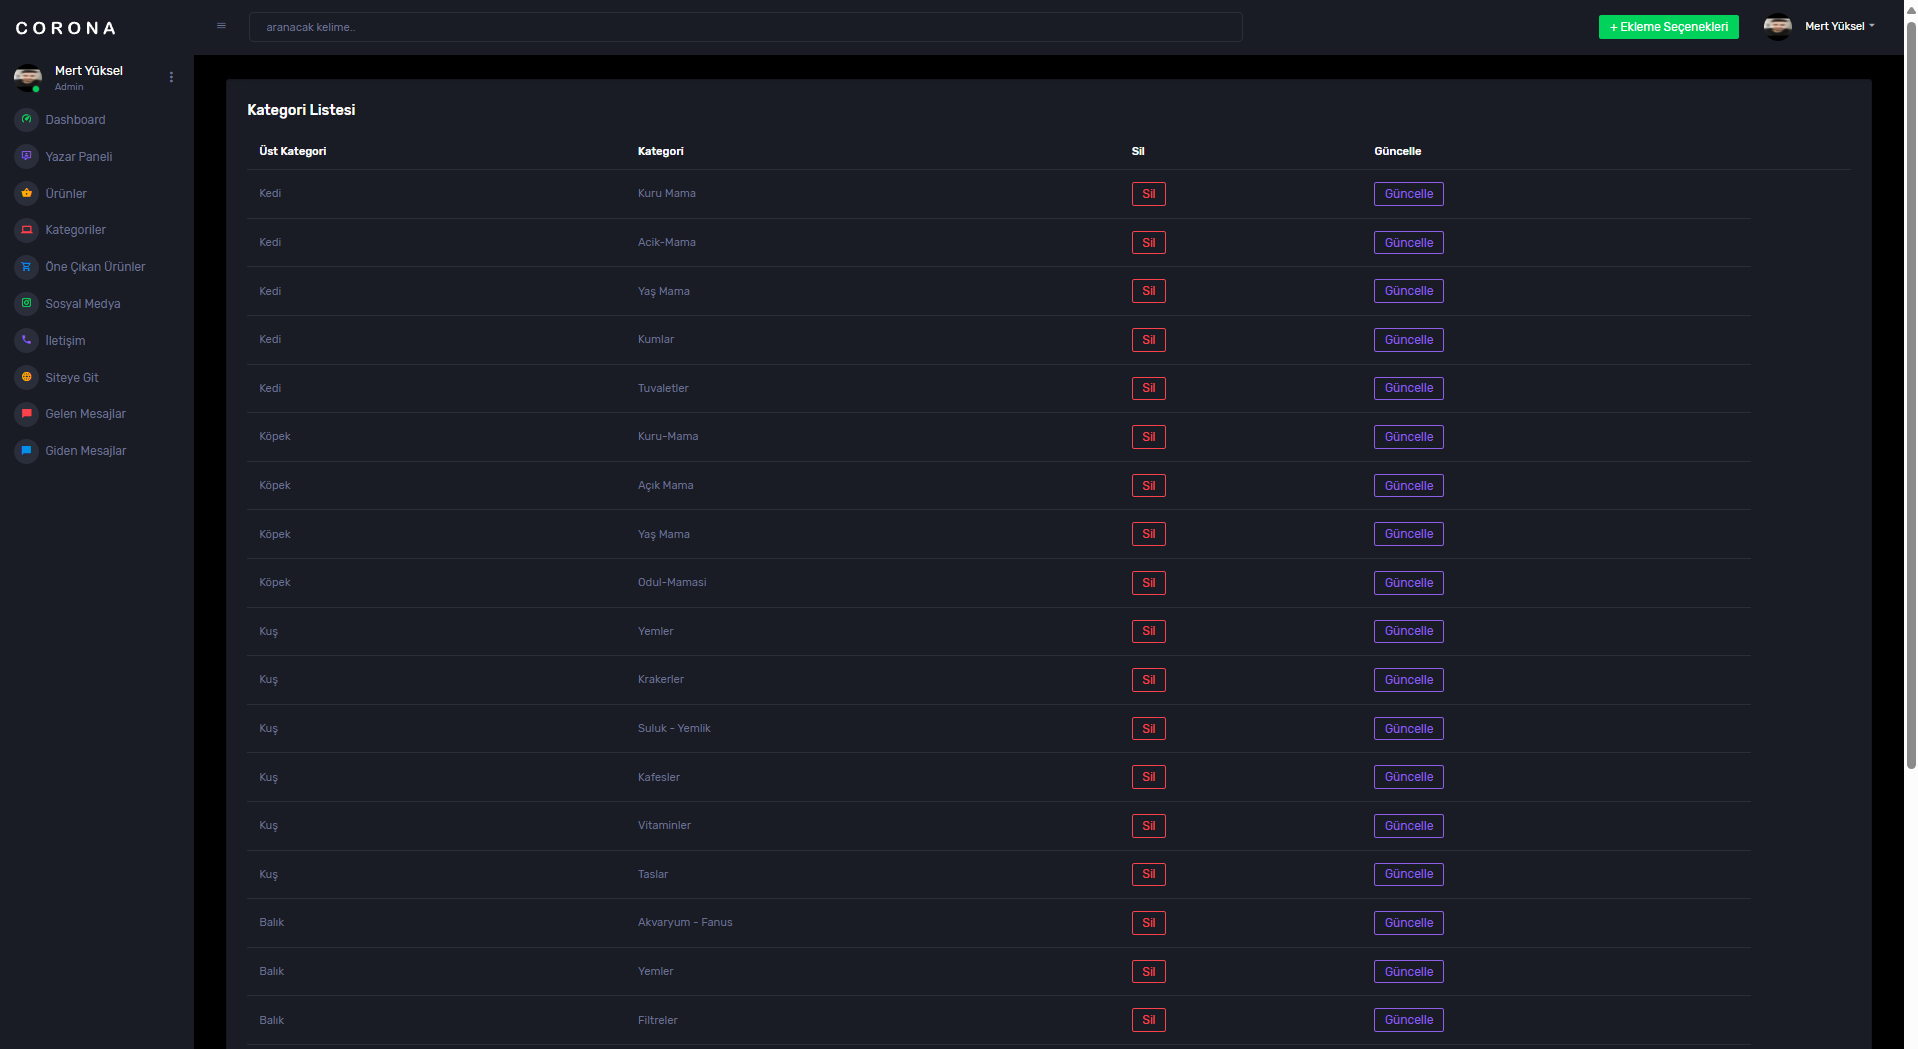 CORONA
aranacak kelime..
+ Ekleme Seçenekleri
Mert Yüksel
Mert Yüksel
Admin
Dashboard
Yazar Paneli
Ürünler
Kategoriler
Öne Çıkan Ürünler
Sosyal Medya
İletişim
Siteye Git
Gelen Mesajlar
Giden Mesajlar
Kategori Listesi
Üst Kategori Kategori Sil Güncelle
Kedi Kuru Mama Sil Güncelle
Kedi Acik-Mama Sil Güncelle
Kedi Yaş Mama Sil Güncelle
Kedi Kumlar Sil Güncelle
Kedi Tuvaletler Sil Güncelle
Köpek Kuru-Mama Sil Güncelle
Köpek Açık Mama Sil Güncelle
Köpek Yaş Mama Sil Güncelle
Köpek Odul-Mamasi Sil Güncelle
Kuş Yemler Sil Güncelle
Kuş Krakerler Sil Güncelle
Kuş Suluk - Yemlik Sil Güncelle
Kuş Kafesler Sil Güncelle
Kuş Vitaminler Sil Güncelle
Kuş Taslar Sil Güncelle
Balık Akvaryum - Fanus Sil Güncelle
Balık Yemler Sil Güncelle
Balık Filtreler Sil Güncelle